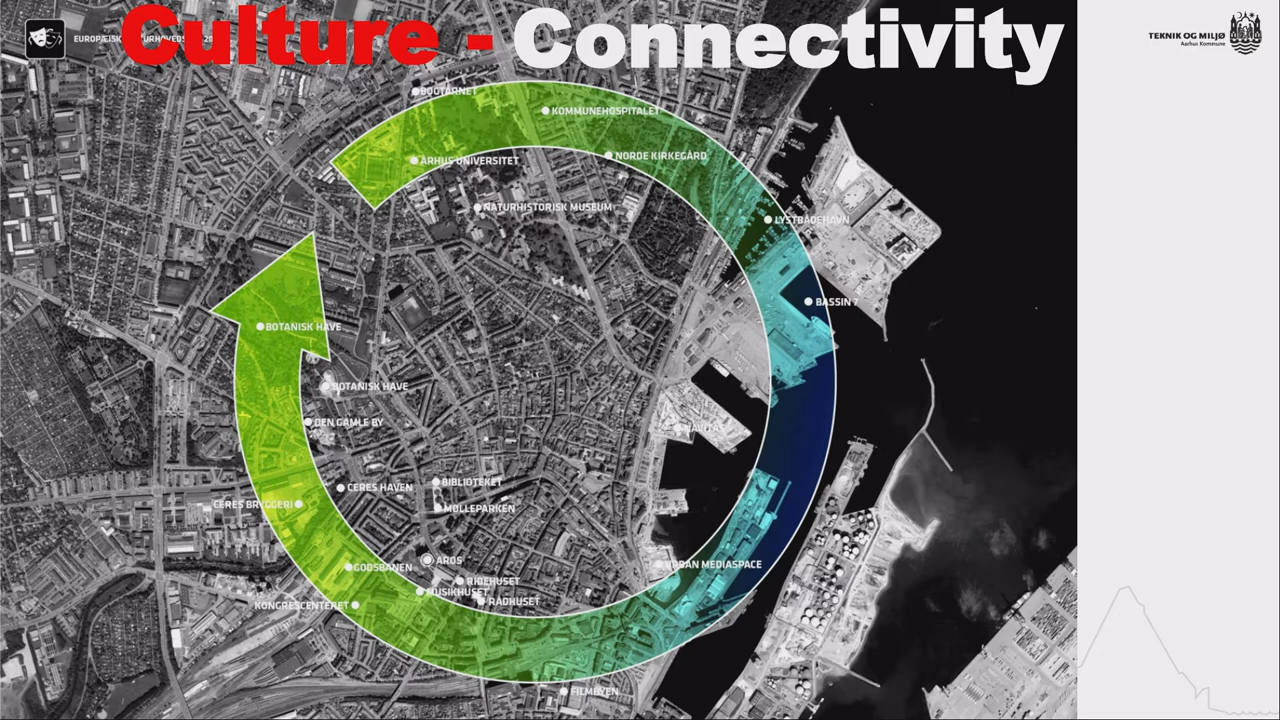 Culture - Connectivity
TEKNIK OG MILJØ
Aarhus Kommune
BOGTÅRNET
KOMMUNEHOSPITALET
ÅRHUS UNIVERSITET
NORDE KIRKEGÅRD
NATURHISTORISK MUSEUM
LYSTBÅDEHAVN
BASSIN 7
BOTANISK HAVE
BOTANISK HAVE
DEN GAMLE BY
NAVITAS
BIBLIOTEKET
CERES HAVEN
CERES BRYGGERI
MØLLEPARKEN
AROS
URBAN MEDIASPACE
GODSBANEN
RIDEHUSET
MUSIKHUSET
RÅDHUSET
KONGRESCENTERET
FILMBYEN